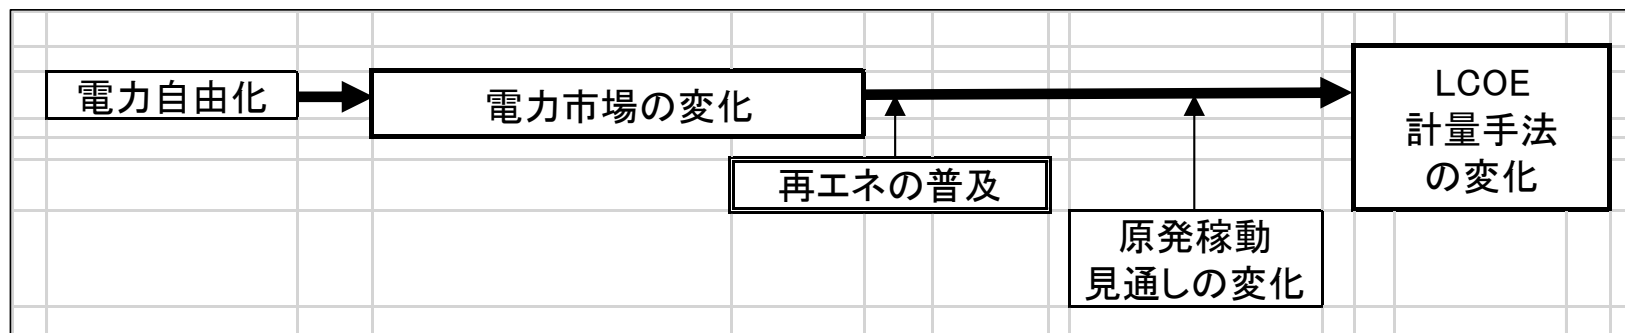 電力自由化
電力市場の変化
再エネの普及
原発稼動
見通しの変化
LCOE
計量手法
の変化